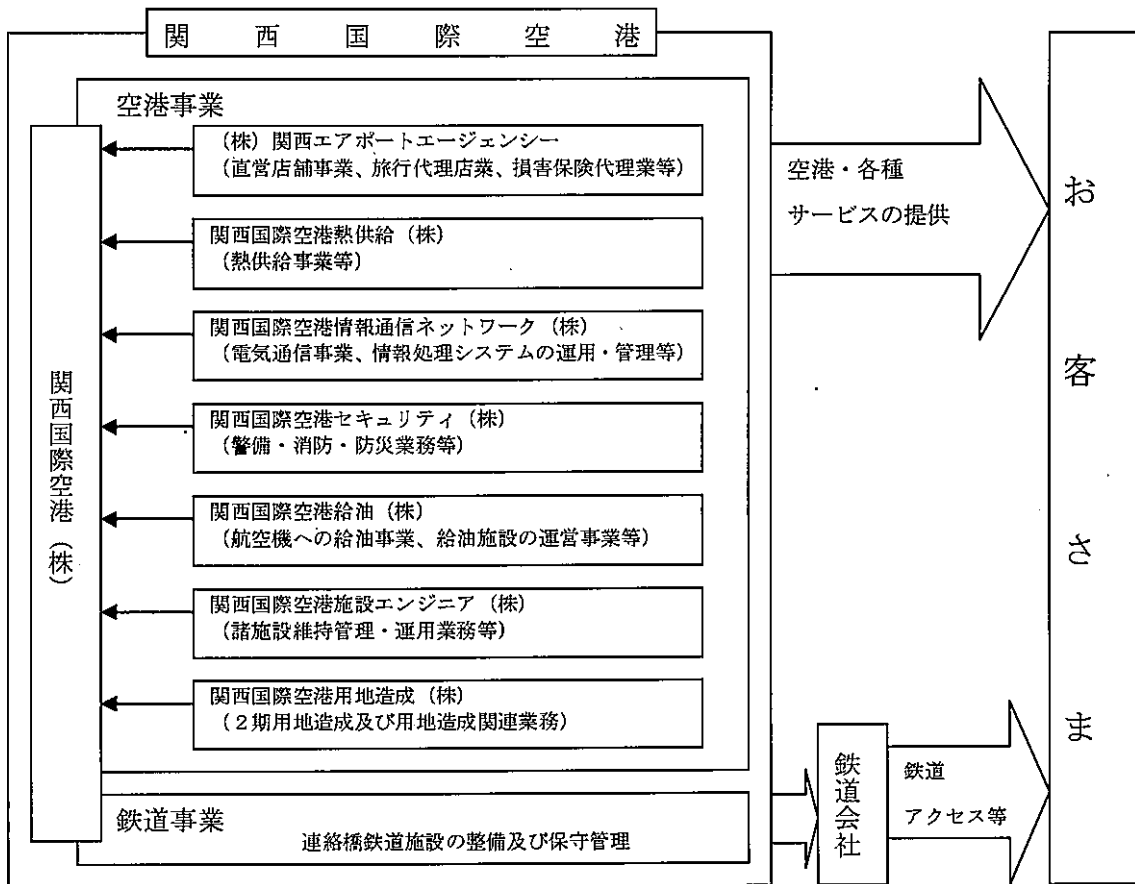 関西国際空港
空港事業
(株)関西エアポートエージェンシー
(直営店舗事業、旅行代理店業、損害保険代理業等)
関西国際空港熱供給(株)
(熱供給事業等)
関西国際空港情報通信ネットワーク(株)
(電気通信事業、情報処理システムの運用・管理等)
関西国際空港セキュリティ(株)
(警備・消防・防災業務等)
関西国際空港給油(株)
(航空機への給油事業、給油施設の運営事業等)
関西国際空港施設エンジニア(株)
(諸施設維持管理・運用業務等)
関西国際空港用地造成(株)
(2期用地造成及び用地造成関連業務)
関西国際空港(株)
鉄道事業
連絡橋鉄道施設の整備及び保守管理
空港・各種
サービスの提供
鉄道会社
鉄道
アクセス等
お客さま